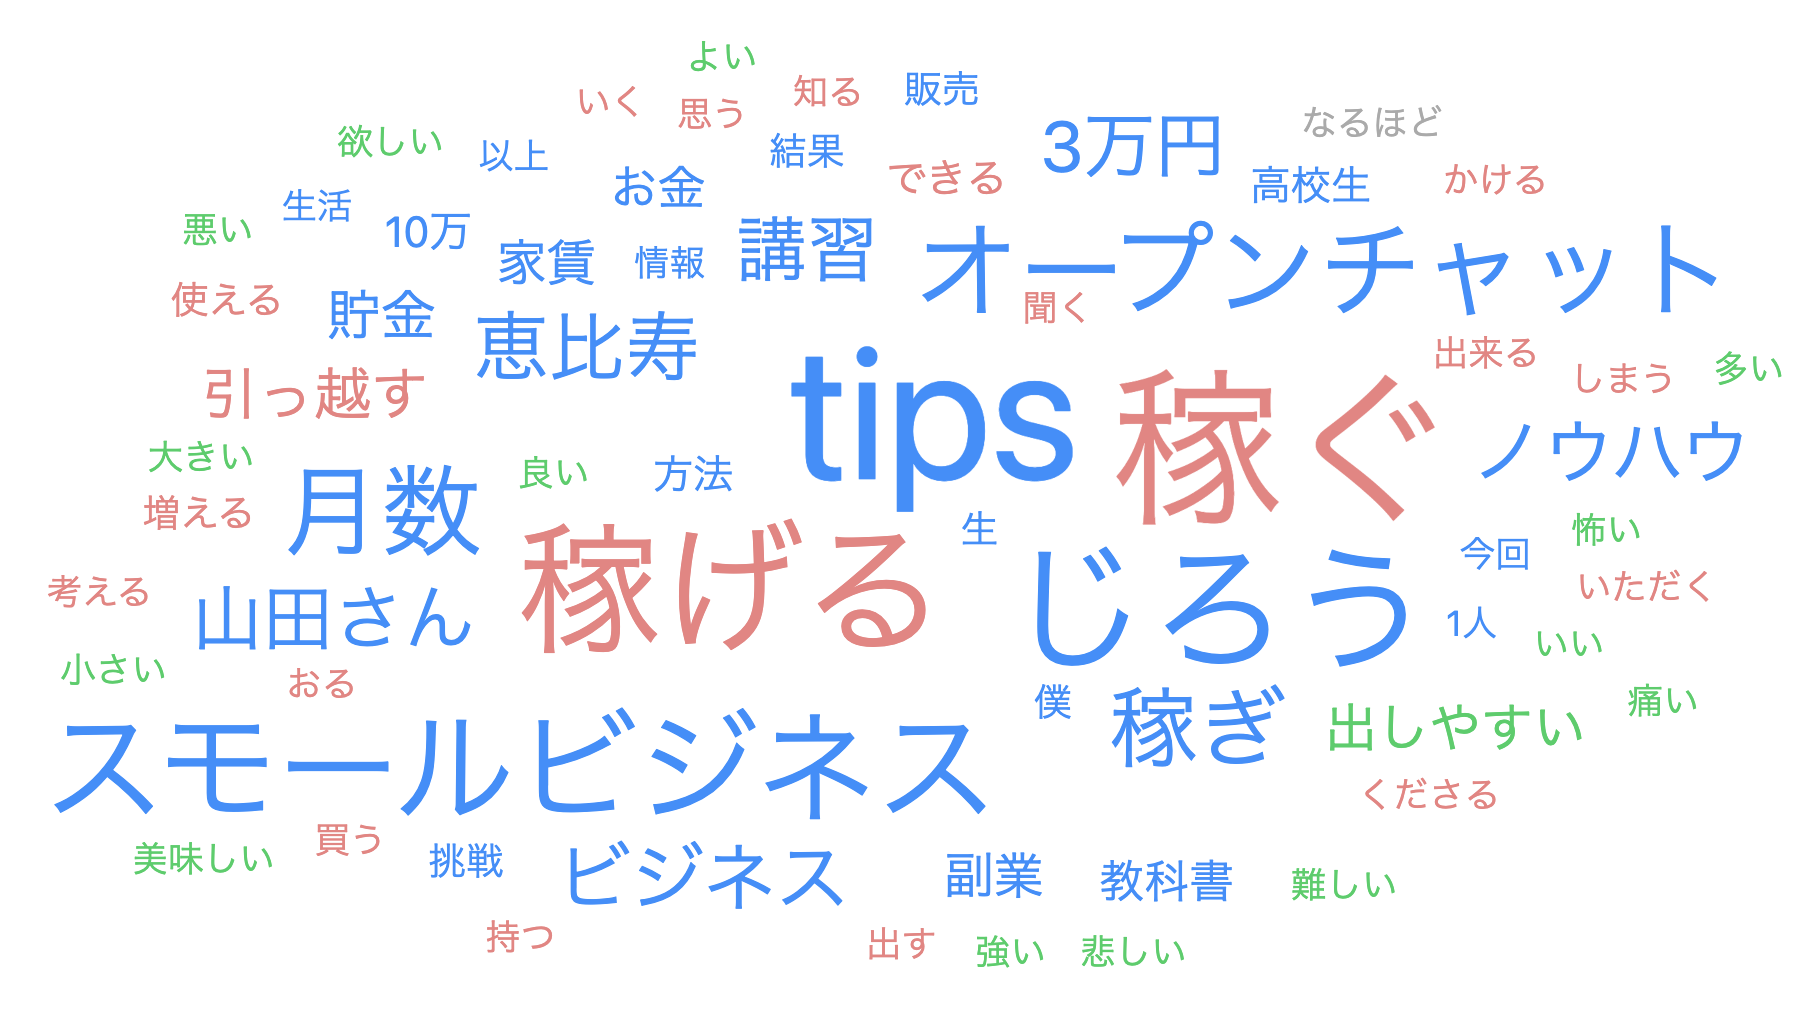 よい
いく
思う
知る
販売
欲しい
以上
結果
3万円
なるほど
生活
お金
できる
高校生
かける
悪い
10万
家賃
情報
講習
オープンチャット
使える
貯金
恵比寿
聞く
引っ越す
tips
稼ぐ
出来る
しまう
多い
大きい
増える
月数
良い
方法
ノウハウ
考える
山田さん
稼げる
生
じろう
今回
怖い
いただく
1人
いい
小さい
おる
僕
稼ぎ
出しやすい
痛い
スモールビジネス
くださる
美味しい
買う
挑戦
ビジネス
副業
教科書
難しい
持つ
出す
強い
悲しい